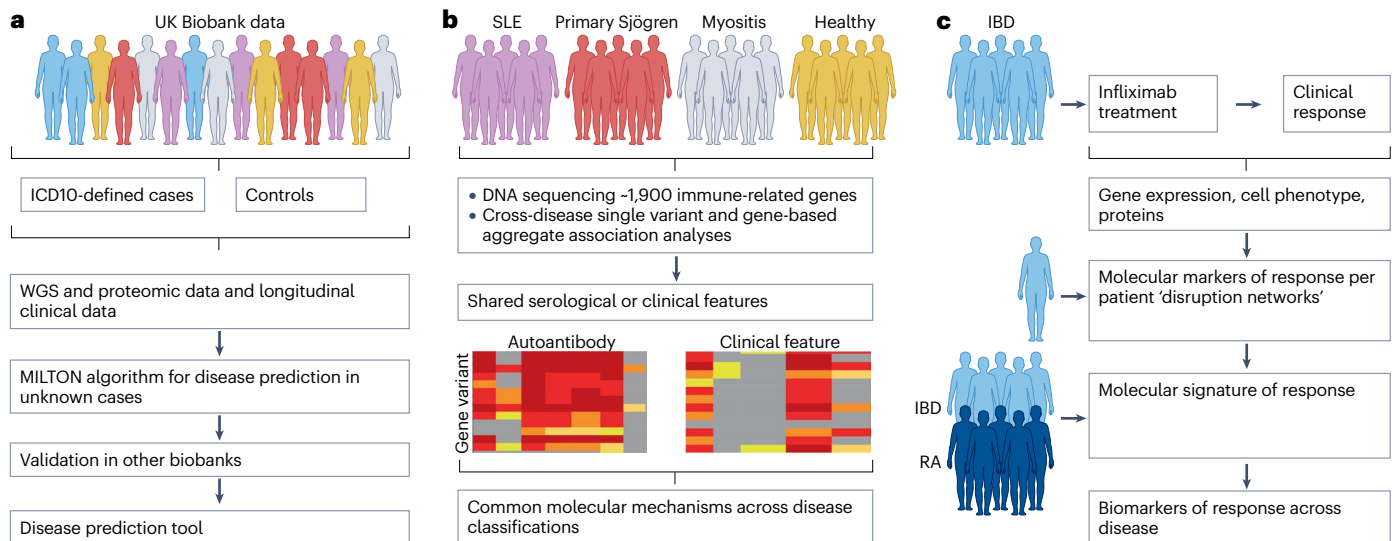 a
UK Biobank data
ICD10-defined cases
Controls
WGS and proteomic data and longitudinal
clinical data
MILTON algorithm for disease prediction in
unknown cases
Validation in other biobanks
Disease prediction tool
b
SLE
Primary Sjögren
Myositis
Healthy
• DNA sequencing ~1,900 immune-related genes
• Cross-disease single variant and gene-based
aggregate association analyses
Shared serological or clinical features
Autoantibody
Clinical feature
Gene variant
Common molecular mechanisms across disease
classifications
c
IBD
Infliximab
treatment
Clinical
response
Gene expression, cell phenotype,
proteins
Molecular markers of response per
patient ‘disruption networks’
IBD
RA
Molecular signature of response
Biomarkers of response across
disease